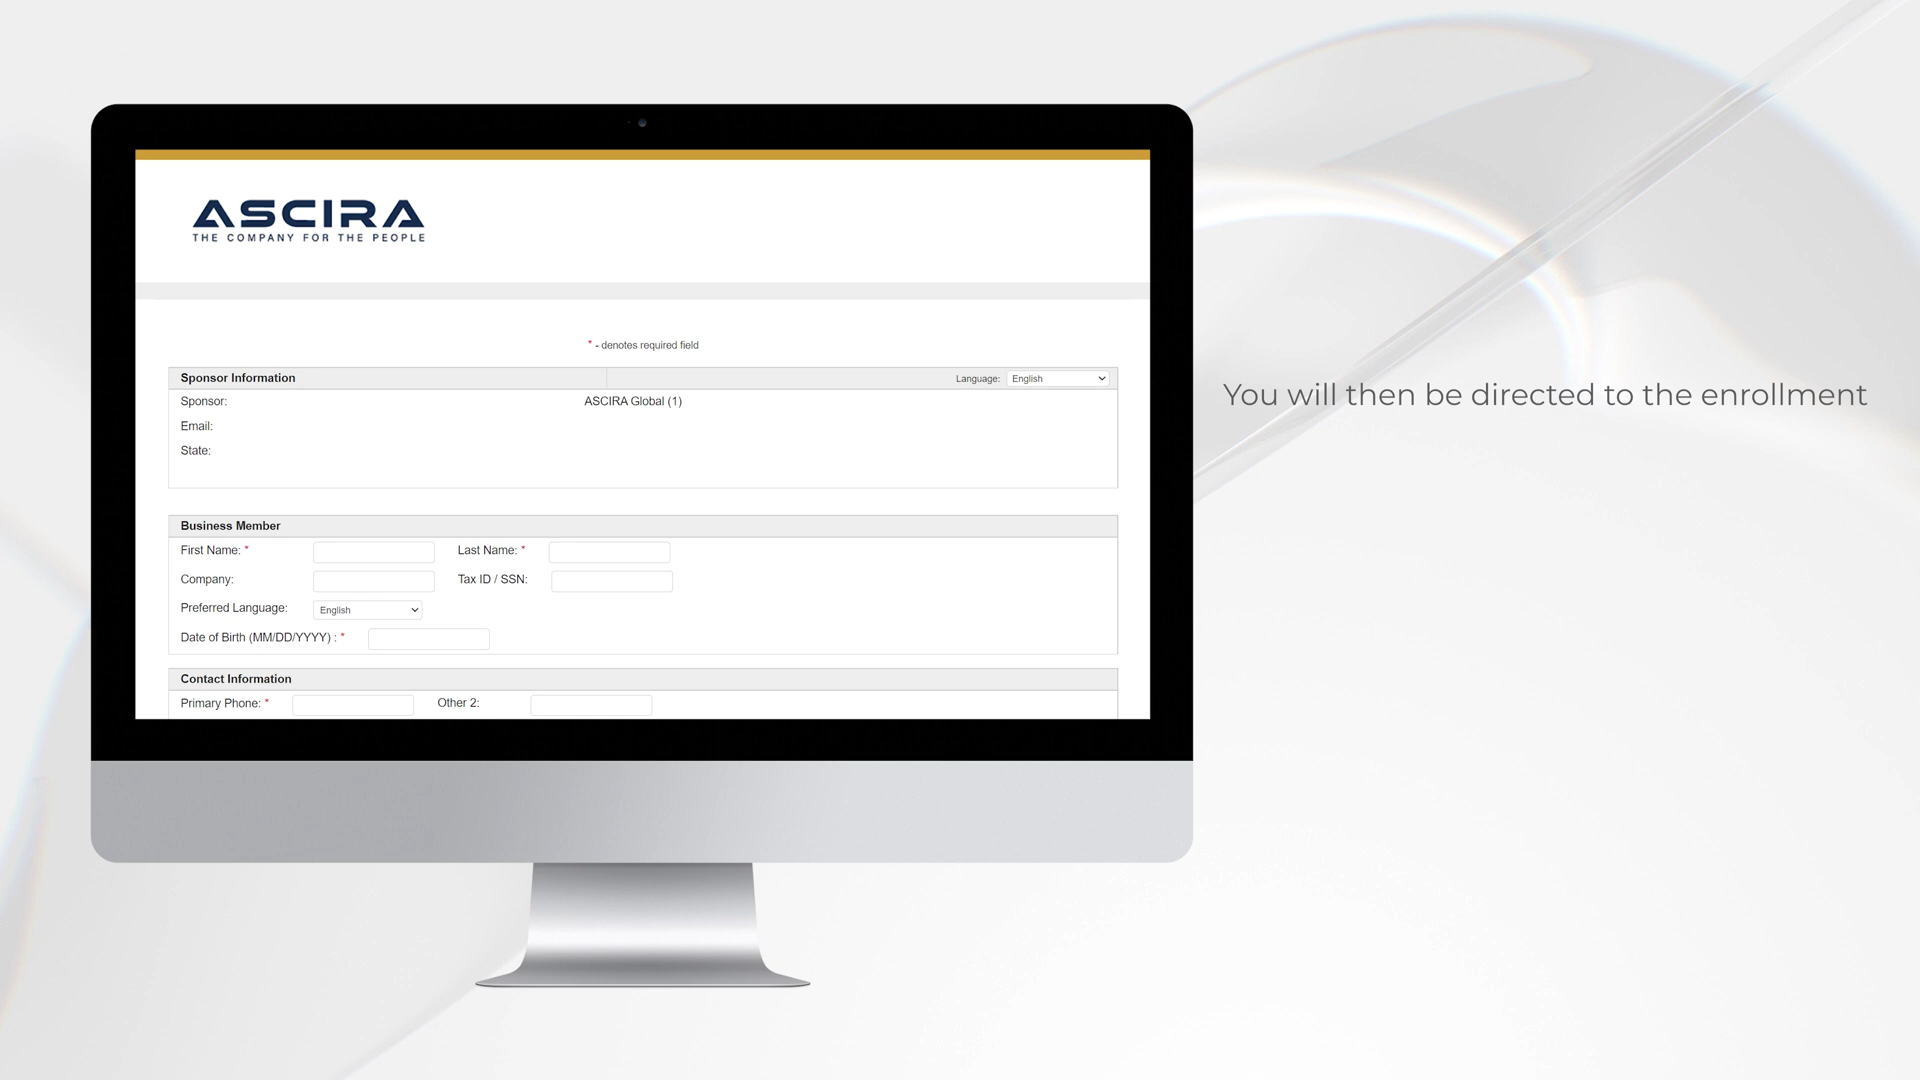 ASCIRA
THE COMPANY FOR THE PEOPLE
* - denotes required field
Sponsor Information Language: English
Sponsor: ASCIRA Global (1)
Email:
State:
Business Member
First Name: * Last Name: *
Company: Tax ID / SSN:
Preferred Language: English
Date of Birth (MM/DD/YYYY) : *
Contact Information
Primary Phone: * Other 2:
You will then be directed to the enrollment